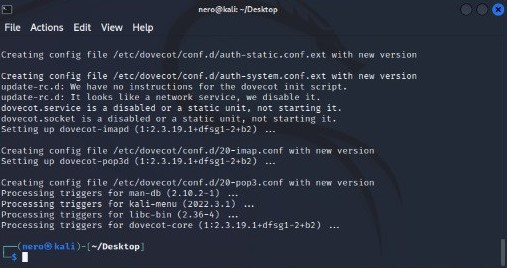 nero@kali: ~/Desktop
File Actions Edit View Help
Creating config file /etc/dovecot/conf.d/auth-static.conf.ext with new version
Creating config file /etc/dovecot/conf.d/auth-system.conf.ext with new version
update-rc.d: We have no instructions for the dovecot init script.
update-rc.d: It looks like a network service, we disable it.
dovecot.service is a disabled or a static unit, not starting it.
dovecot.socket is a disabled or a static unit, not starting it.
Setting up dovecot-imapd (1:2.3.19.1+dfsg1-2+b2) ...
Creating config file /etc/dovecot/conf.d/20-imap.conf with new version
Setting up dovecot-pop3d (1:2.3.19.1+dfsg1-2+b2) ...
Creating config file /etc/dovecot/conf.d/20-pop3.conf with new version
Processing triggers for man-db (2.10.2-1) ...
Processing triggers for kali-menu (2022.3.1) ...
Processing triggers for libc-bin (2.36-4) ...
Processing triggers for dovecot-core (1:2.3.19.1+dfsg1-2+b2) ...
┌──(nero㉿kali)-[~/Desktop]
└─$